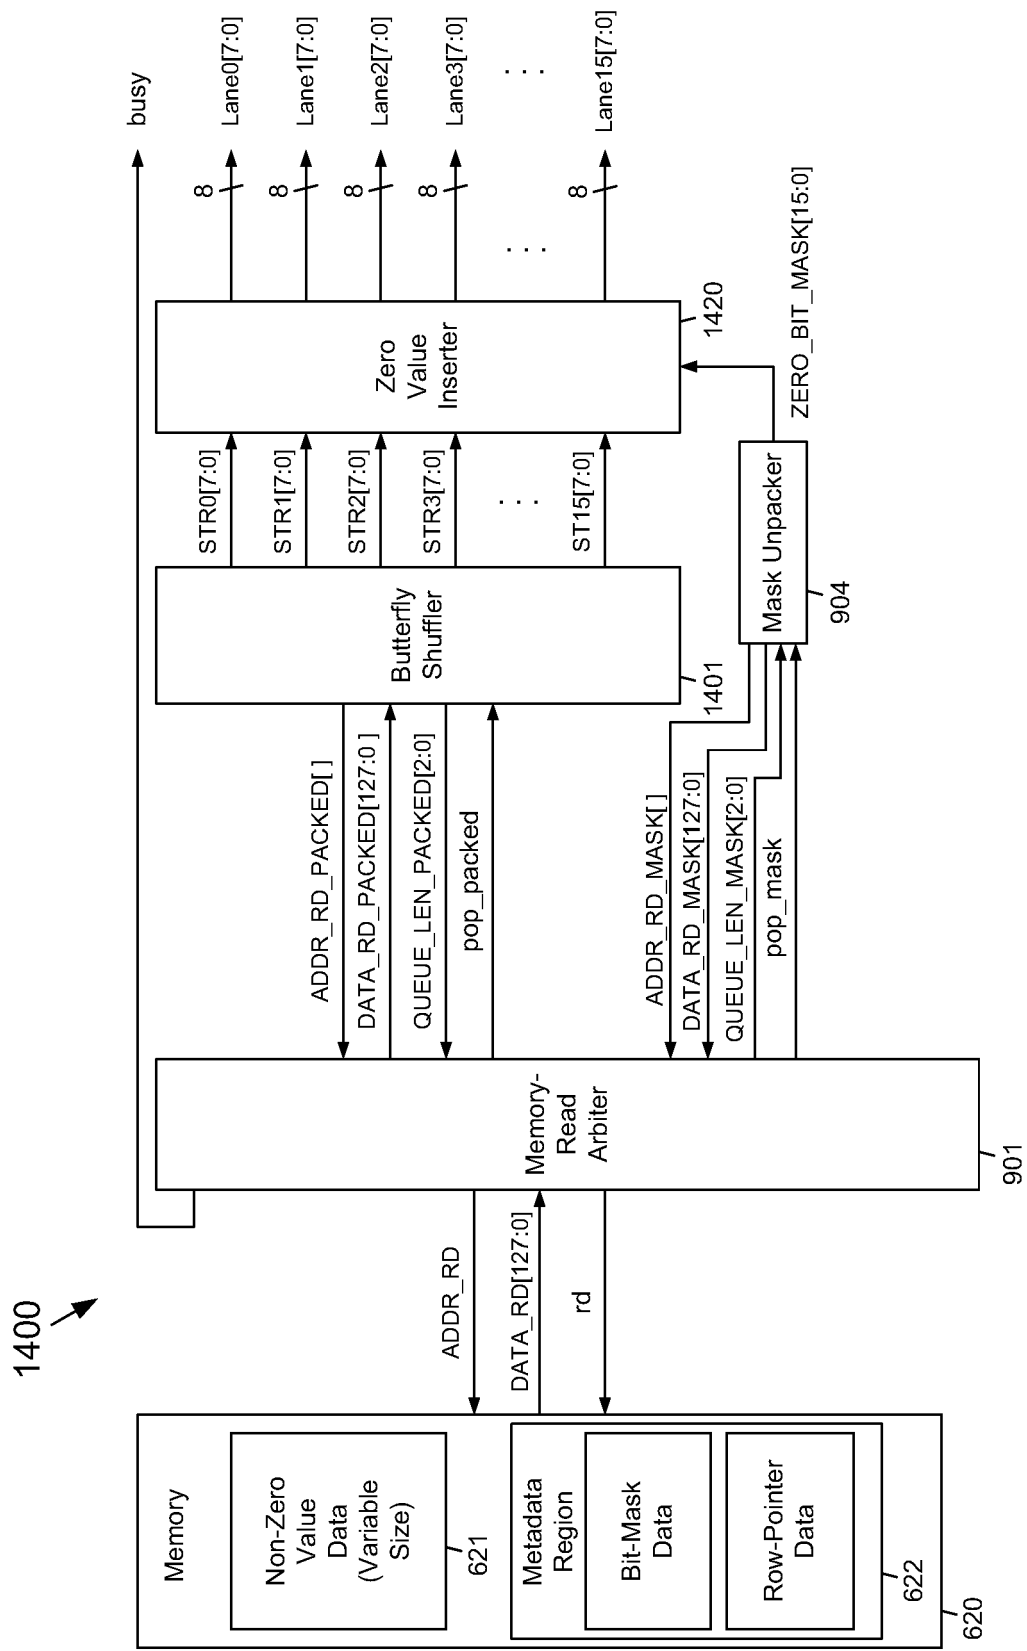 1400
Memory
Non-Zero
Value
Data
(Variable
Size)
621
Metadata
Region
Bit-Mask
Data
Row-Pointer
Data
622
620
ADDR_RD
DATA_RD[127:0]
rd
Memory-
Read
Arbiter
901
ADDR_RD_PACKED[ ]
DATA_RD_PACKED[127:0 ]
QUEUE_LEN_PACKED[2:0]
pop_packed
ADDR_RD_MASK[ ]
DATA_RD_MASK[127:0]
QUEUE_LEN_MASK[2:0]
pop_mask
Butterfly
Shuffler
1401
Mask Unpacker
904
STR0[7:0]
STR1[7:0]
STR2[7:0]
STR3[7:0]
. . .
ST15[7:0]
Zero
Value
Inserter
1420
ZERO_BIT_MASK[15:0]
8
8
8
8
. . .
8
busy
Lane0[7:0]
Lane1[7:0]
Lane2[7:0]
Lane3[7:0]
. . .
Lane15[7:0]